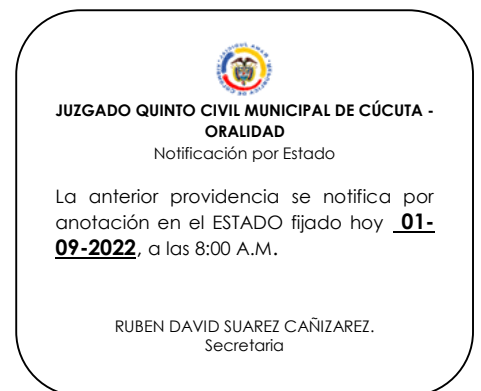 JUZGADO QUINTO CIVIL MUNICIPAL DE CÚCUTA -
ORALIDAD
Notificación por Estado
La anterior providencia se notifica por
anotación en el ESTADO fijado hoy 01-
09-2022, a las 8:00 A.M.
RUBEN DAVID SUAREZ CAÑIZAREZ.
Secretaria